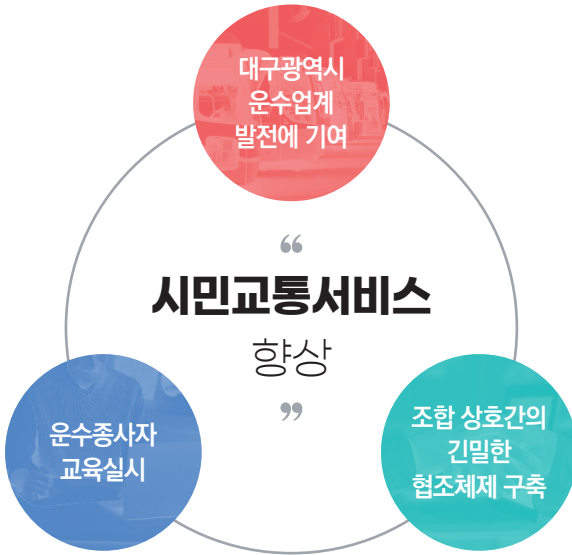 대구광역시
운수업계
발전에 기여
“
시민교통서비스
향상
”
운수종사자
교육실시
조합 상호간의
긴밀한
협조체제 구축